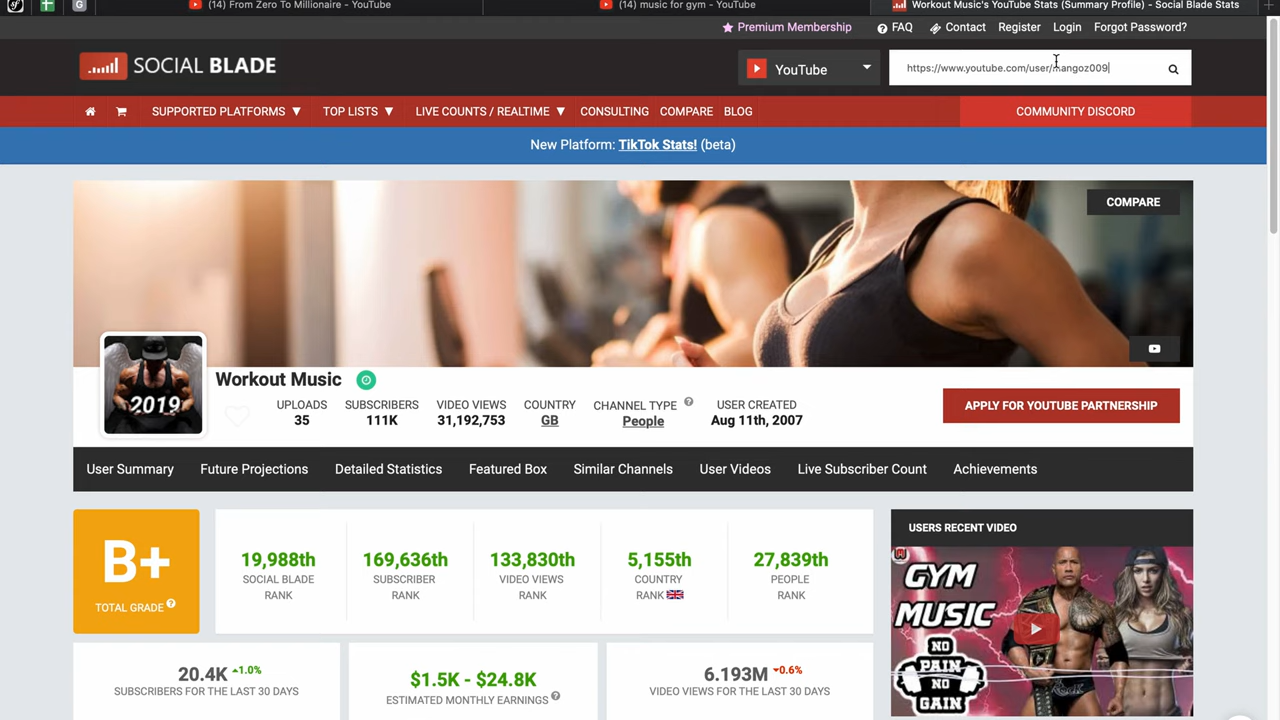 (14) From Zero To Millionaire - YouTube
(14) music for gym - YouTube
Workout Music's YouTube Stats (Summary Profile) - Social Blade Stats
G
Premium Membership
FAQ
Contact
Register
Login
Forgot Password?
SOCIAL BLADE
YouTube
https://www.youtube.com/user/mangoz009
SUPPORTED PLATFORMS ▼
TOP LISTS ▼
LIVE COUNTS / REALTIME ▼
CONSULTING
COMPARE
BLOG
COMMUNITY DISCORD
New Platform: TikTok Stats! (beta)
COMPARE
2019
Workout Music
UPLOADS
35
SUBSCRIBERS
111K
VIDEO VIEWS
31,192,753
COUNTRY
GB
CHANNEL TYPE ?
People
USER CREATED
Aug 11th, 2007
APPLY FOR YOUTUBE PARTNERSHIP
User Summary
Future Projections
Detailed Statistics
Featured Box
Similar Channels
User Videos
Live Subscriber Count
Achievements
B+
TOTAL GRADE ?
19,988th
SOCIAL BLADE
RANK
169,636th
SUBSCRIBER
RANK
133,830th
VIDEO VIEWS
RANK
5,155th
COUNTRY
RANK
27,839th
PEOPLE
RANK
USERS RECENT VIDEO
GYM
MUSIC
NO
PAIN
NO
GAIN
20.4K ▲1.0%
SUBSCRIBERS FOR THE LAST 30 DAYS
$1.5K - $24.8K
ESTIMATED MONTHLY EARNINGS ?
6.193M ▼0.6%
VIDEO VIEWS FOR THE LAST 30 DAYS